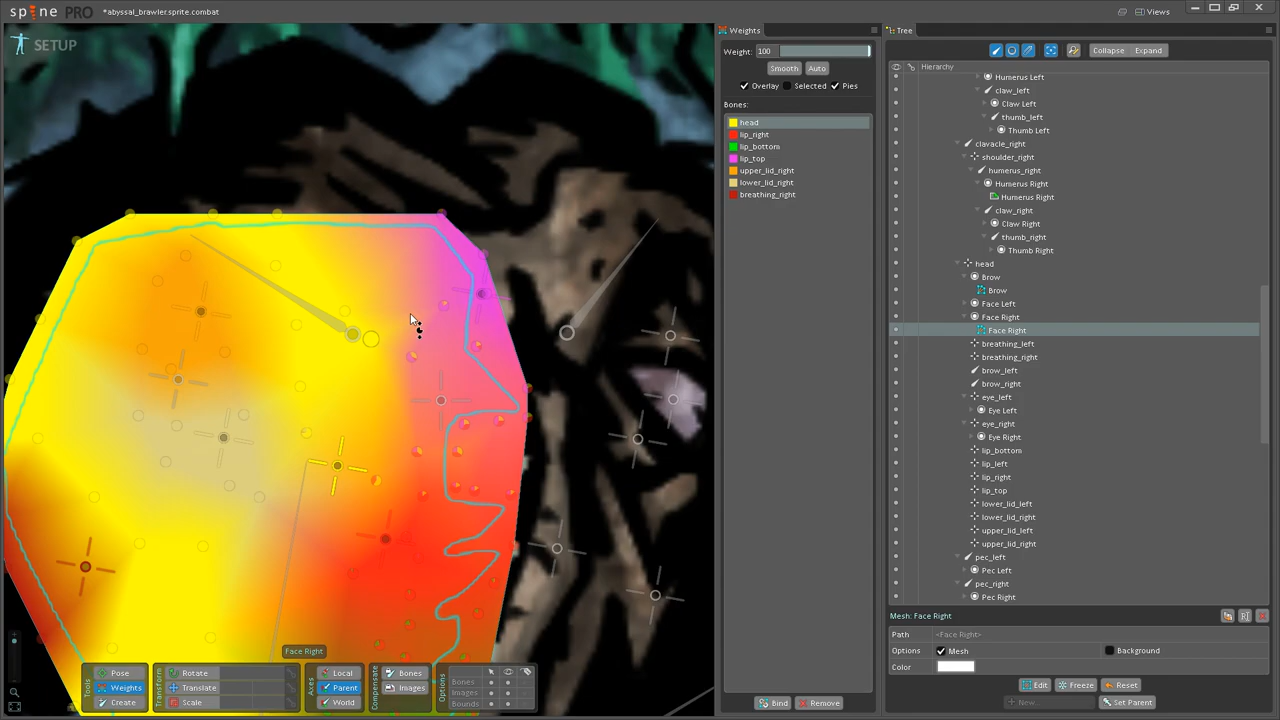 spine PRO
*abyssal_brawler.sprite.combat
Views
SETUP
Weights
Weight: 100
Smooth
Auto
Overlay
Selected
Pies
Bones:
head
lip_right
lip_bottom
lip_top
upper_lid_right
lower_lid_right
breathing_right
Bind
Remove
Tree
Collapse
Expand
Hierarchy
Humerus Left
claw_left
Claw Left
thumb_left
Thumb Left
clavacle_right
shoulder_right
humerus_right
Humerus Right
Humerus Right
claw_right
Claw Right
thumb_right
Thumb Right
head
Brow
Brow
Face Left
Face Right
Face Right
breathing_left
breathing_right
brow_left
brow_right
eye_left
Eye Left
eye_right
Eye Right
lip_bottom
lip_left
lip_right
lip_top
lower_lid_left
lower_lid_right
upper_lid_left
upper_lid_right
pec_left
Pec Left
pec_right
Pec Right
Mesh: Face Right
Path
<Face Right>
Options
Mesh
Background
Color
Edit
Freeze
Reset
New...
Set Parent
Face Right
Tools
Pose
Weights
Create
Transform
Rotate
Translate
Scale
Axes
Local
Parent
World
Compensate
Bones
Images
Options
Bones
Images
Bounds